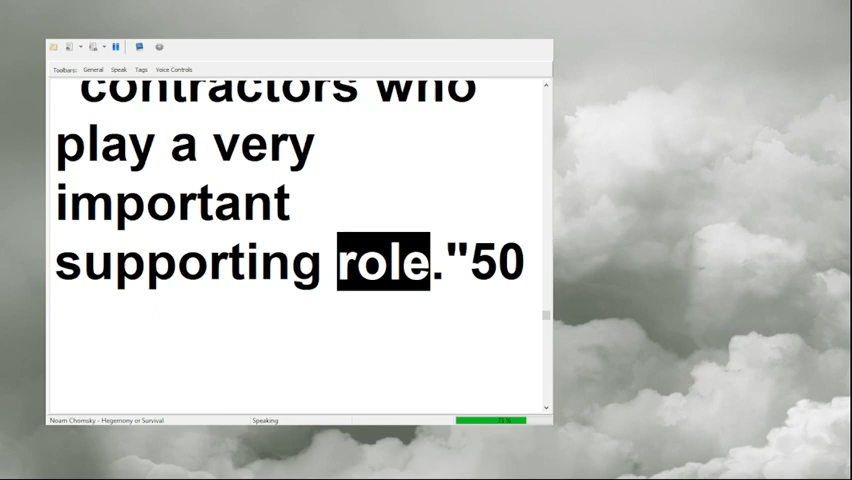 Toolbars: General Speak Tags Voice Controls
contractors who
play a very
important
supporting role."50
Noam Chomsky - Hegemony or Survival Speaking 75 %